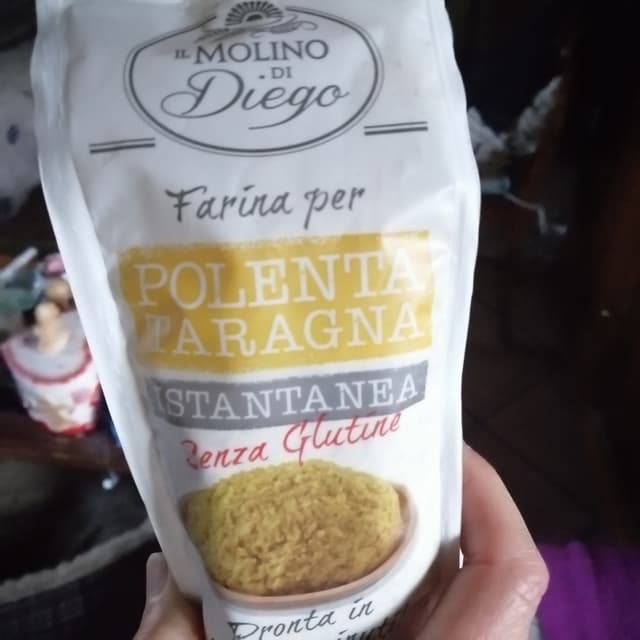 IL MOLINO
DI
Diego
Farina per
POLENTA
TARAGNA
ISTANTANEA
Senza Glutine
Pronta in